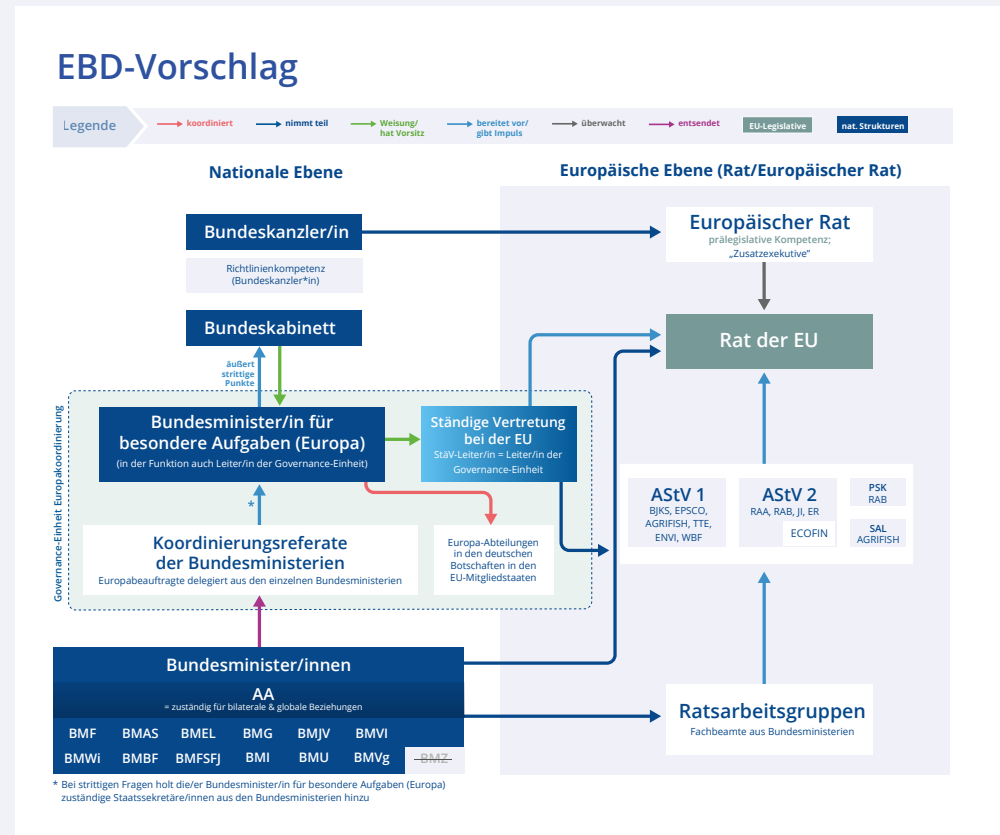 EBD-Vorschlag
Legende
koordiniert
nimmt teil
Weisung/
hat Vorsitz
bereitet vor/
gibt Impuls
überwacht
entsendet
EU-Legislative
nat. Strukturen
Nationale Ebene
Europäische Ebene (Rat/Europäischer Rat)
Bundeskanzler/in
Richtlinienkompetenz
(Bundeskanzler*in)
Europäischer Rat
prälegislative Kompetenz;
„Zusatzexekutive“
Bundeskabinett
Rat der EU
äußert
strittige
Punkte
Governance-Einheit Europakoordinierung
Bundesminister/in für
besondere Aufgaben (Europa)
(in der Funktion auch Leiter/in der Governance-Einheit)
Ständige Vertretung
bei der EU
StäV-Leiter/in = Leiter/in der
Governance-Einheit
*
Koordinierungsreferate
der Bundesministerien
Europabeauftragte delegiert aus den einzelnen Bundesministerien
Europa-Abteilungen
in den deutschen
Botschaften in den
EU-Mitgliedstaaten
AStV 1
BJKS, EPSCO,
AGRIFISH, TTE,
ENVI, WBF
AStV 2
RAA, RAB, JI, ER
ECOFIN
PSK
RAB
SAL
AGRIFISH
Bundesminister/innen
AA
= zuständig für bilaterale & globale Beziehungen
BMF BMAS BMEL BMG BMJV BMVI
BMWi BMBF BMFSFJ BMI BMU BMVg BMZ
Ratsarbeitsgruppen
Fachbeamte aus Bundesministerien
* Bei strittigen Fragen holt die/er Bundesminister/in für besondere Aufgaben (Europa)
zuständige Staatssekretäre/innen aus den Bundesministerien hinzu